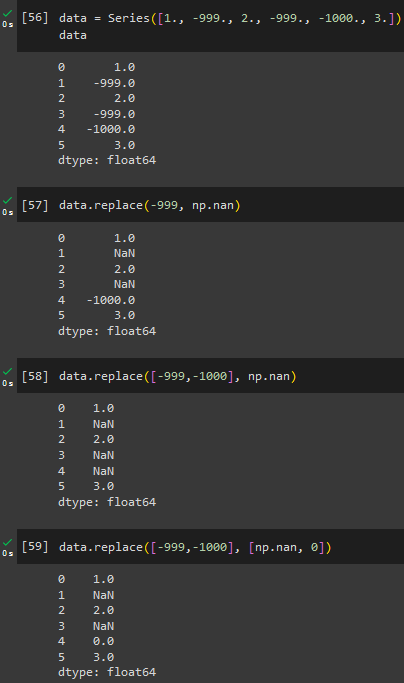 [56] data = Series([1., -999., 2., -999., -1000., 3.])
0s
data
0 1.0
1 -999.0
2 2.0
3 -999.0
4 -1000.0
5 3.0
dtype: float64
[57] data.replace(-999, np.nan)
0s
0 1.0
1 NaN
2 2.0
3 NaN
4 -1000.0
5 3.0
dtype: float64
[58] data.replace([-999,-1000], np.nan)
0s
0 1.0
1 NaN
2 2.0
3 NaN
4 NaN
5 3.0
dtype: float64
[59] data.replace([-999,-1000], [np.nan, 0])
0s
0 1.0
1 NaN
2 2.0
3 NaN
4 0.0
5 3.0
dtype: float64